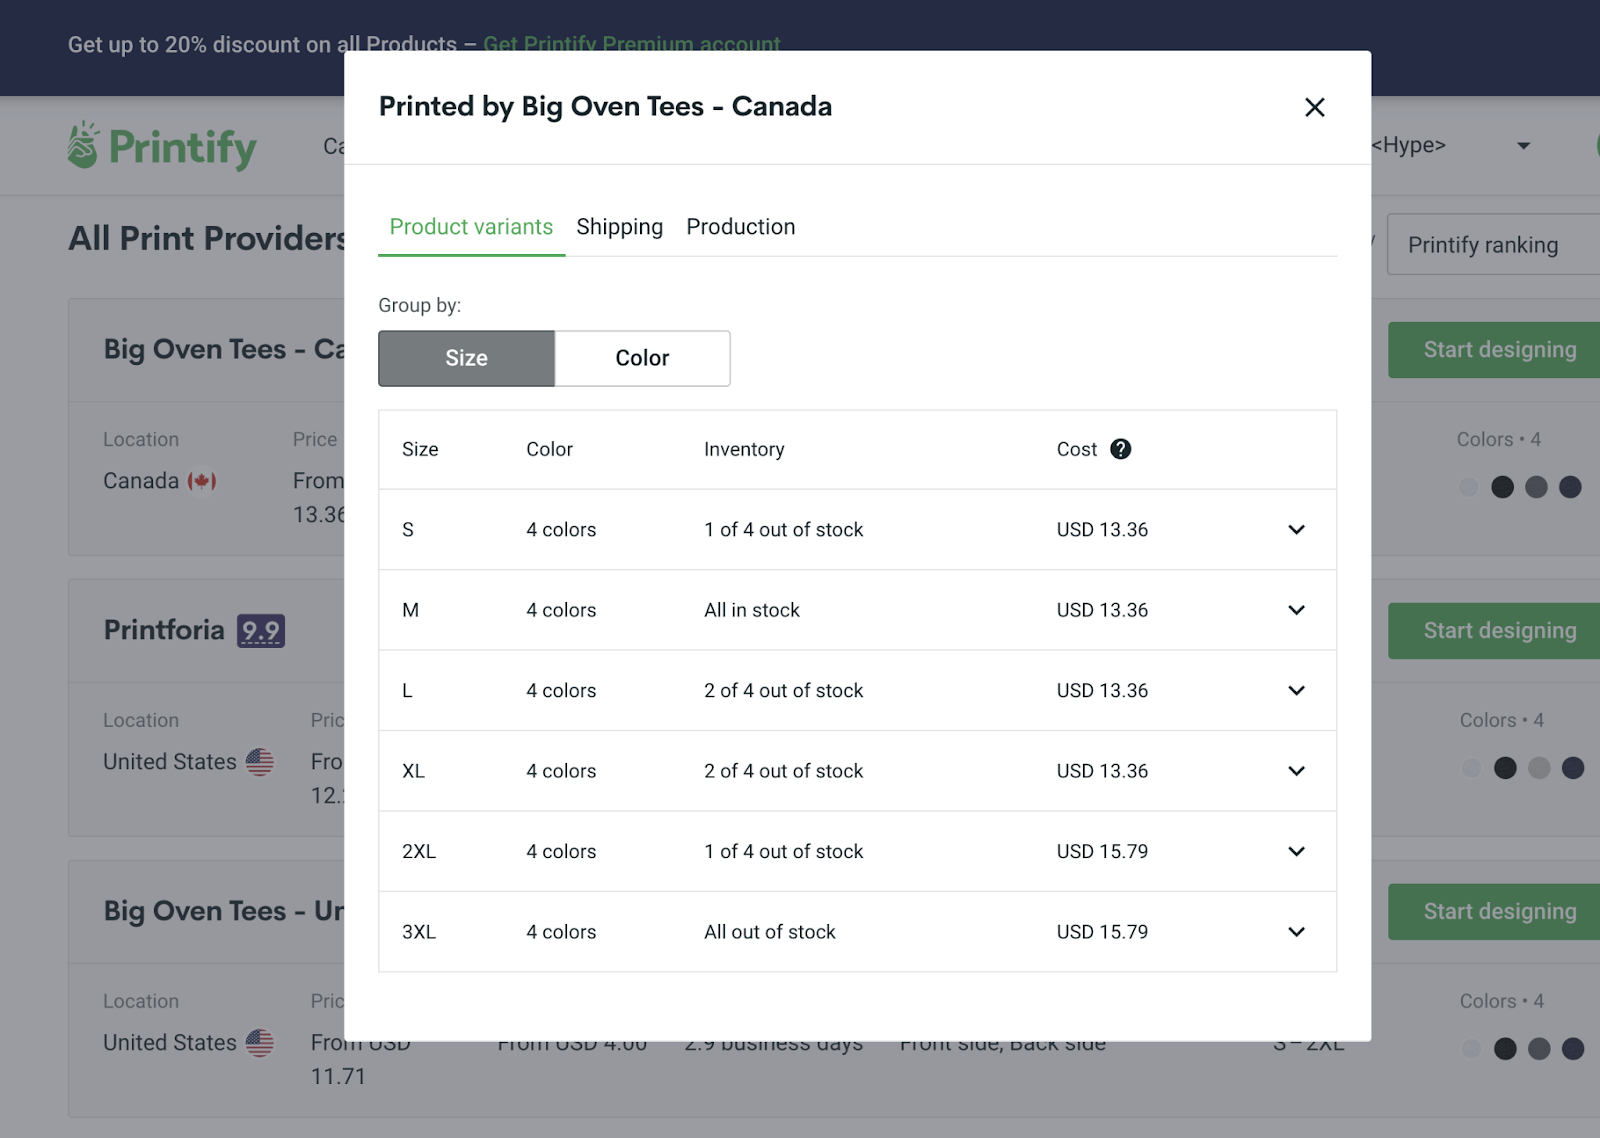 Get up to 20% discount on all Products – Get Printify Premium account
Printed by Big Oven Tees - Canada
Printify
<Hype>
Product variants Shipping Production
All Print Providers
Printify ranking
Group by:
Size Color
Big Oven Tees -
Start designing
Size Color Inventory Cost ?
Location Price
Colors • 4
Canada From
13.36
S 4 colors 1 of 4 out of stock USD 13.36
M 4 colors All in stock USD 13.36
Printforia 9.9
Start designing
L 4 colors 2 of 4 out of stock USD 13.36
Location
Colors • 4
United States
12.
XL 4 colors 2 of 4 out of stock USD 13.36
2XL 4 colors 1 of 4 out of stock USD 15.79
Big Oven Tees -
Start designing
3XL 4 colors All out of stock USD 15.79
Location
Colors • 4
United States From USD From USD 4.00 2.9 business days Front side, Back side S – 2XL
11.71